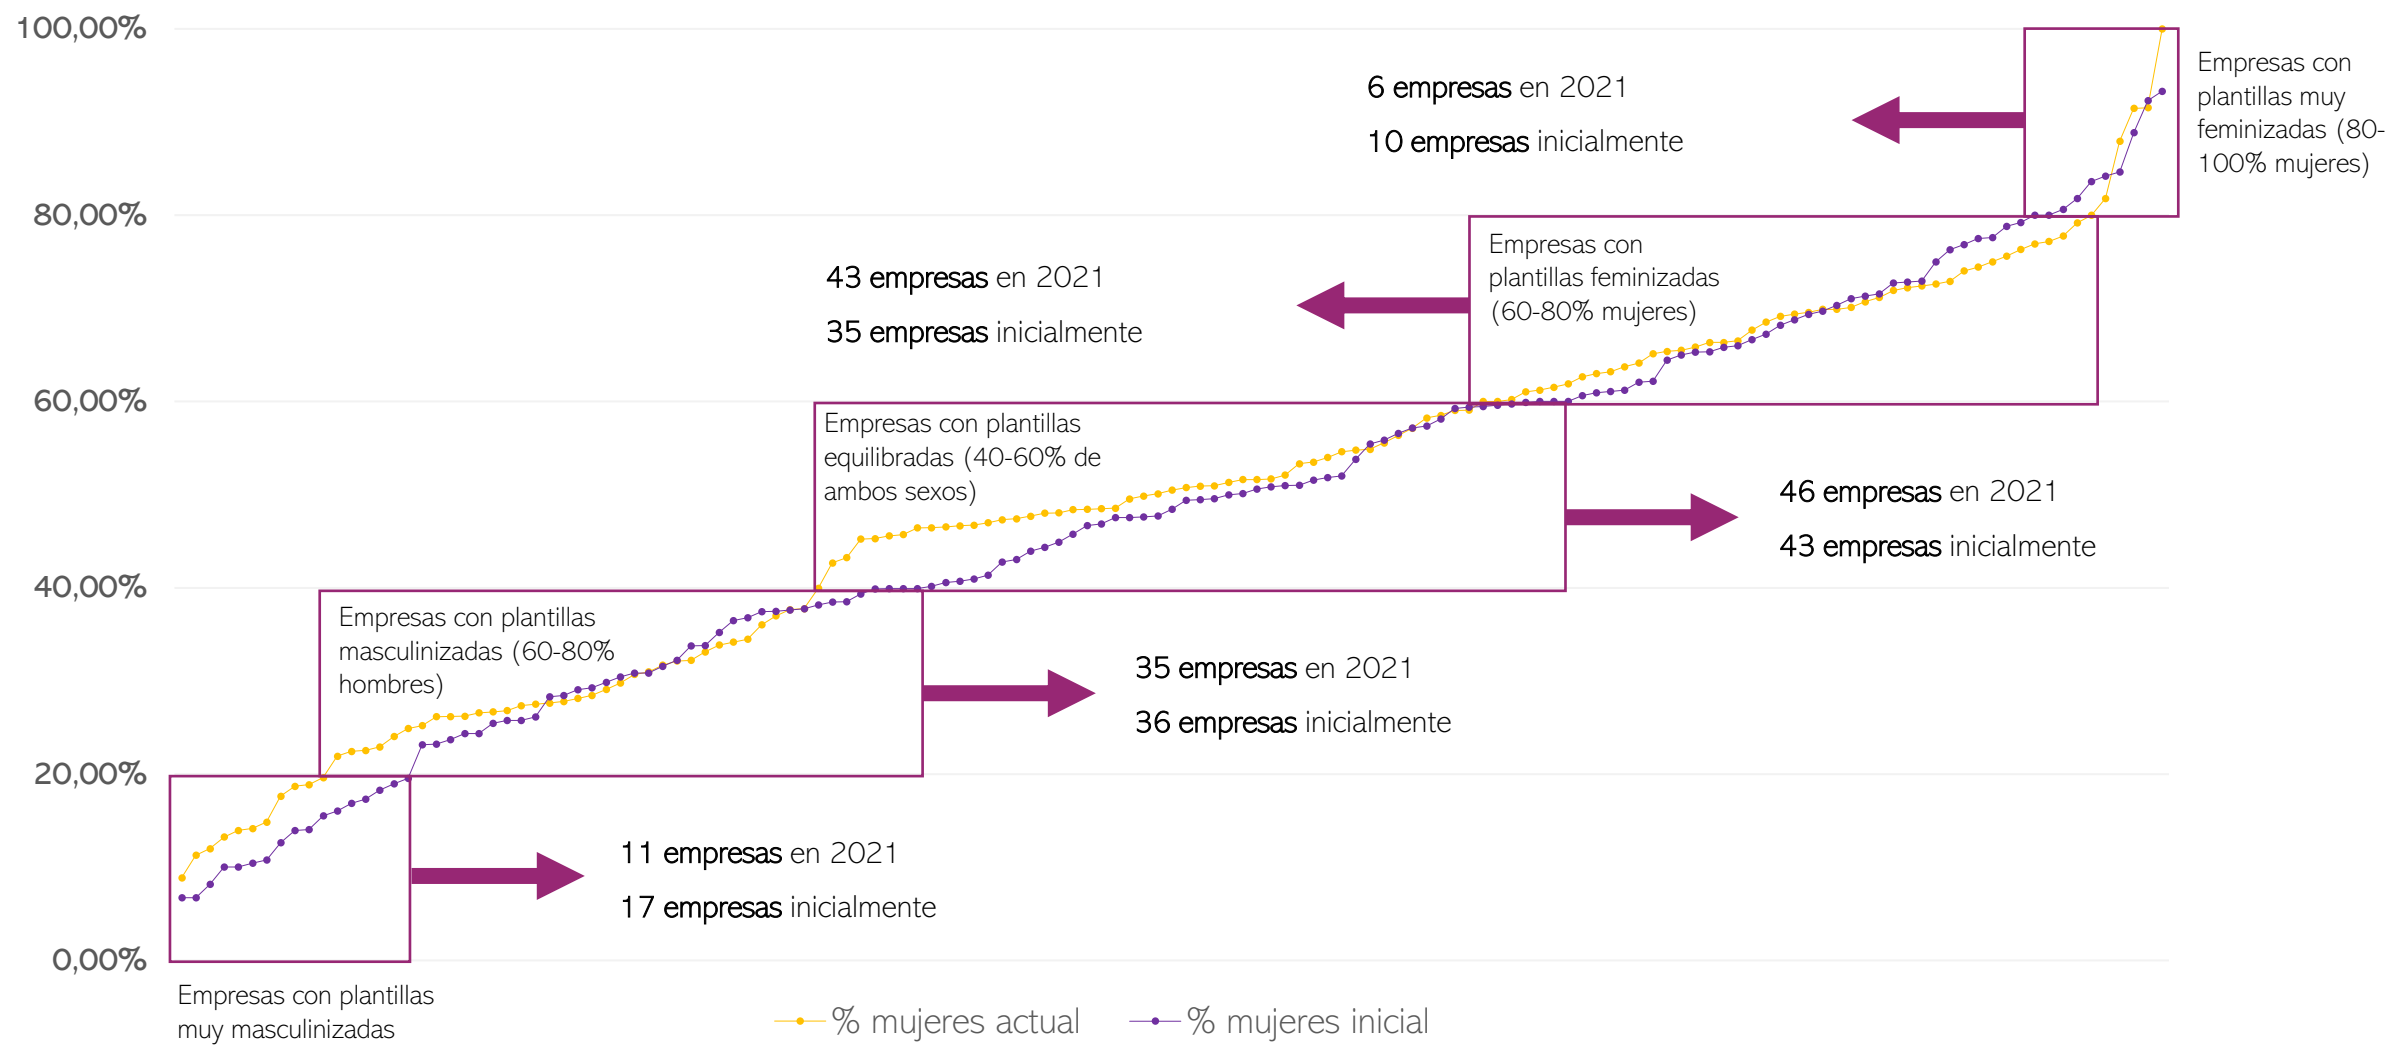 100,00%
80,00%
60,00%
40,00%
20,00%
0,00%
6 empresas en 2021
10 empresas inicialmente
Empresas con
plantillas muy
feminizadas (80-
100% mujeres)
43 empresas en 2021
35 empresas inicialmente
Empresas con
plantillas feminizadas
(60-80% mujeres)
Empresas con plantillas
equilibradas (40-60% de
ambos sexos)
46 empresas en 2021
43 empresas inicialmente
Empresas con plantillas
masculinizadas (60-80%
hombres)
35 empresas en 2021
36 empresas inicialmente
11 empresas en 2021
17 empresas inicialmente
Empresas con plantillas
muy masculinizadas
% mujeres actual
% mujeres inicial